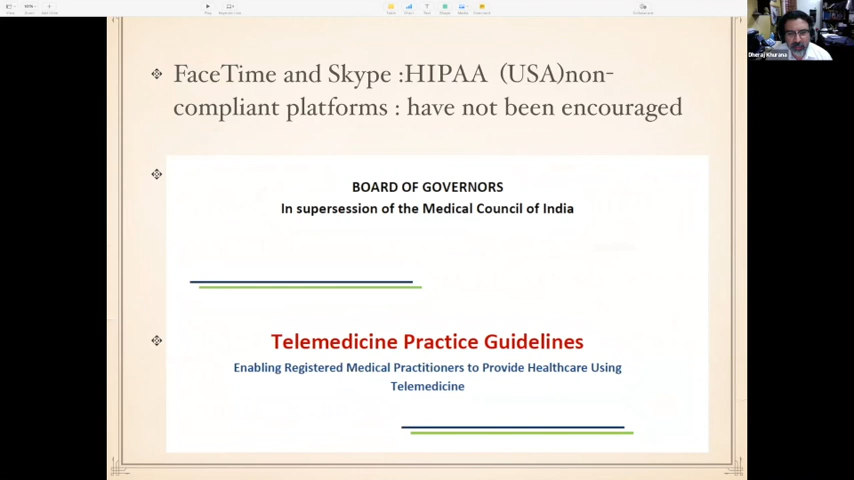 Dheraj Khurana
FaceTime and Skype :HIPAA (USA)non-
compliant platforms : have not been encouraged
BOARD OF GOVERNORS
In supersession of the Medical Council of India
Telemedicine Practice Guidelines
Enabling Registered Medical Practitioners to Provide Healthcare Using
Telemedicine